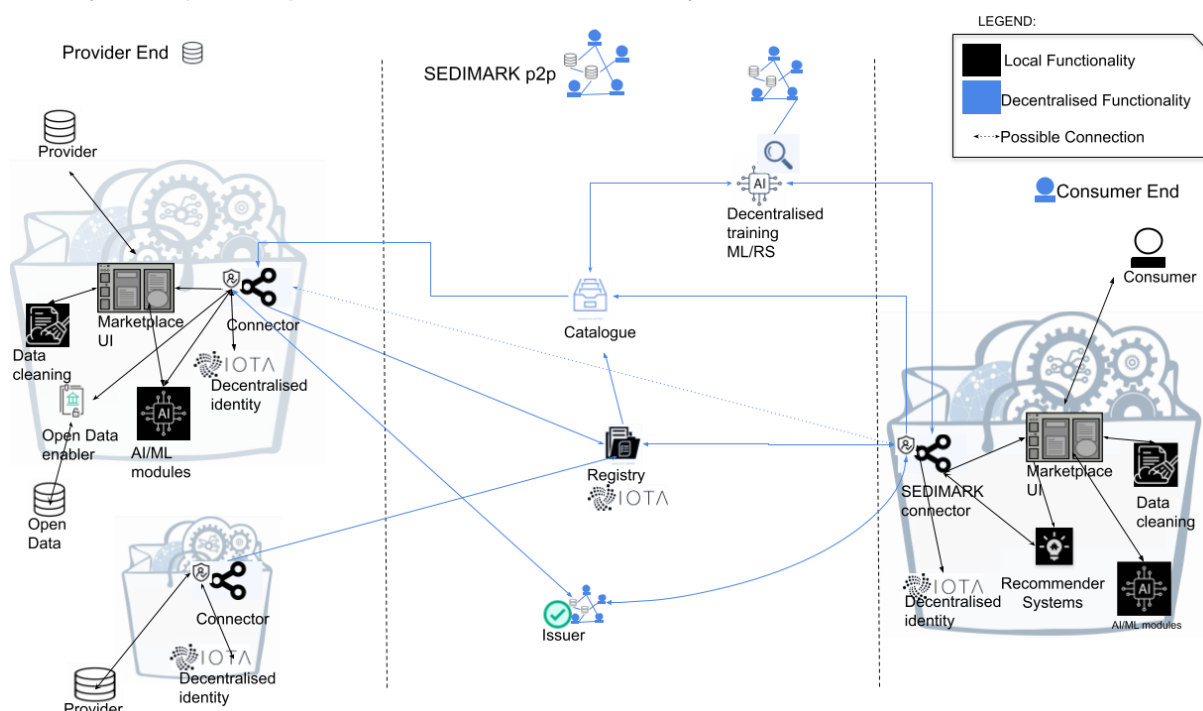 LEGEND:
Local Functionality
Decentralised Functionality
Possible Connection
Provider End
SEDIMARK p2p
Consumer End
Provider
Marketplace
UI
Connector
Data
cleaning
IOTA
Decentralised
identity
Open Data
enabler
AI
AI/ML
modules
Open
Data
Connector
IOTA
Decentralised
identity
Provider
AI
Decentralised
training
ML/RS
Catalogue
Registry
IOTA
Issuer
Consumer
SEDIMARK
connector
Marketplace
UI
Data
cleaning
IOTA
Decentralised
identity
Recommender
Systems
AI
AI/ML modules